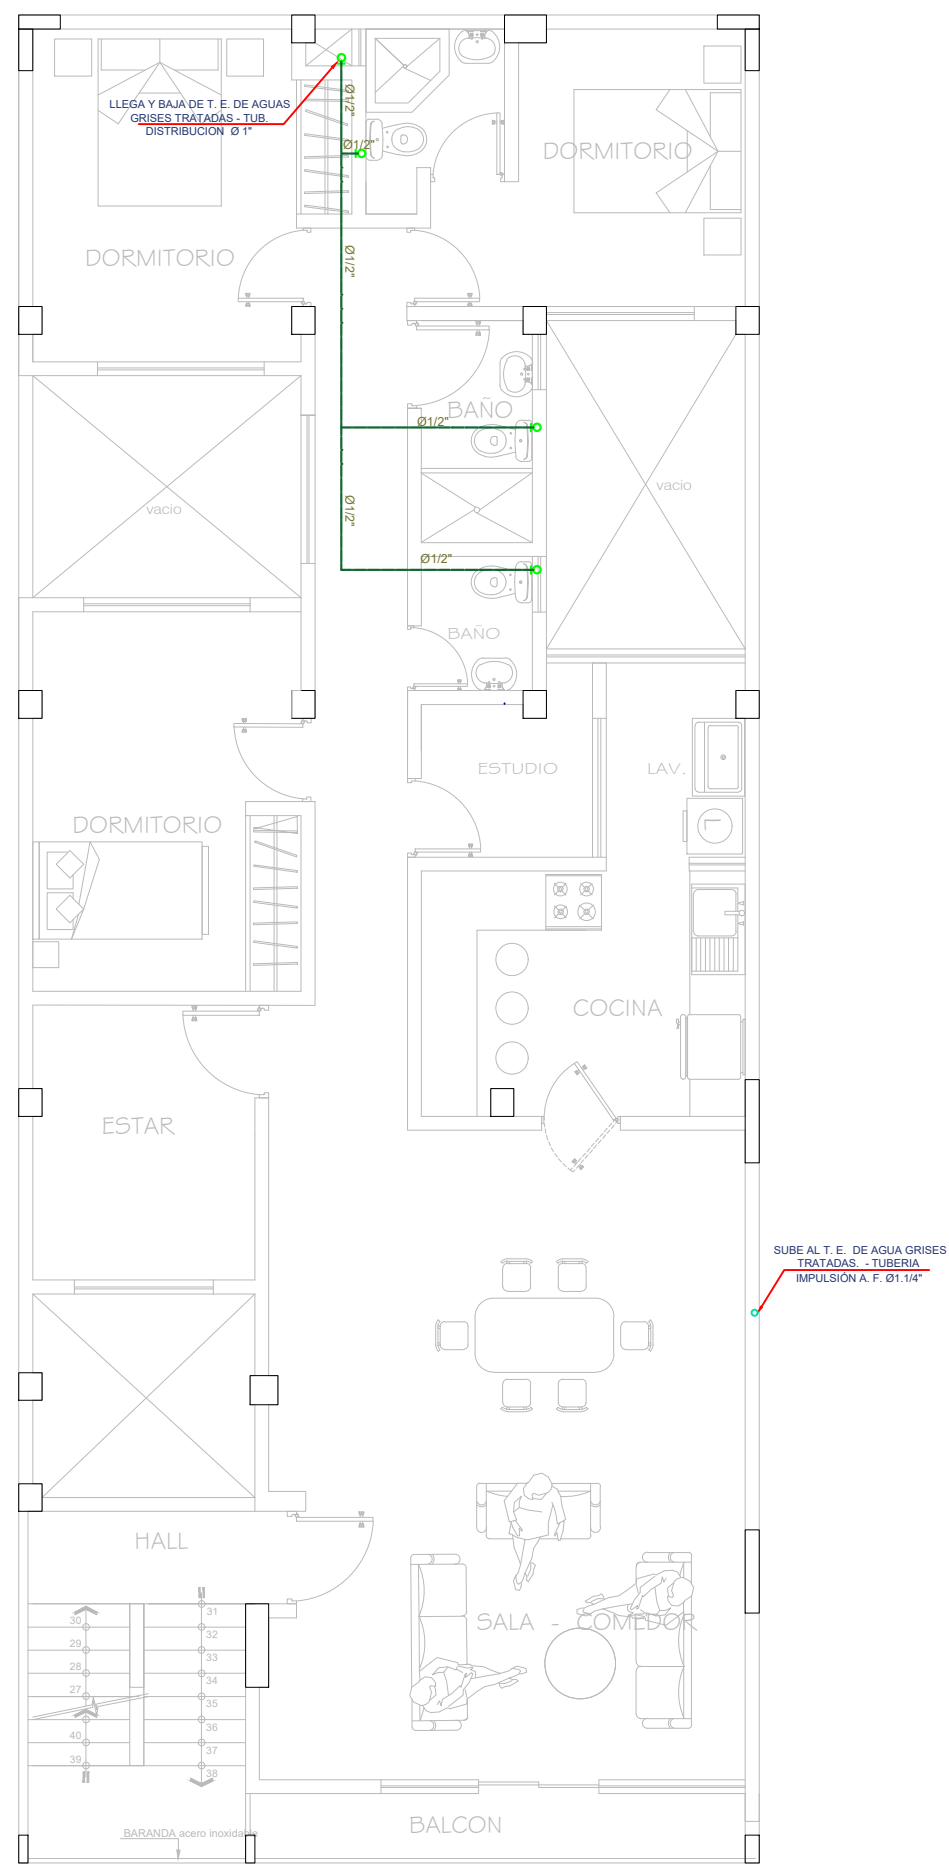 LLEGA Y BAJA DE T. E. DE AGUAS
GRISES TRATADAS - TUB.
DISTRIBUCION Ø 1"
Ø1/2"
Ø1/2"
DORMITORIO
DORMITORIO
Ø1/2"
BAÑO
Ø1/2"
vacio
vacio
Ø1/2"
Ø1/2"
BAÑO
ESTUDIO
LAV.
L
DORMITORIO
COCINA
ESTAR
SUBE AL T. E. DE AGUA GRISES
TRATADAS. - TUBERIA
IMPULSIÓN A. F. Ø1.1/4"
HALL
SALA - COMEDOR
30
29
28
27
40
39
31
32
33
34
35
36
37
38
BALCON
BARANDA acero inoxidable